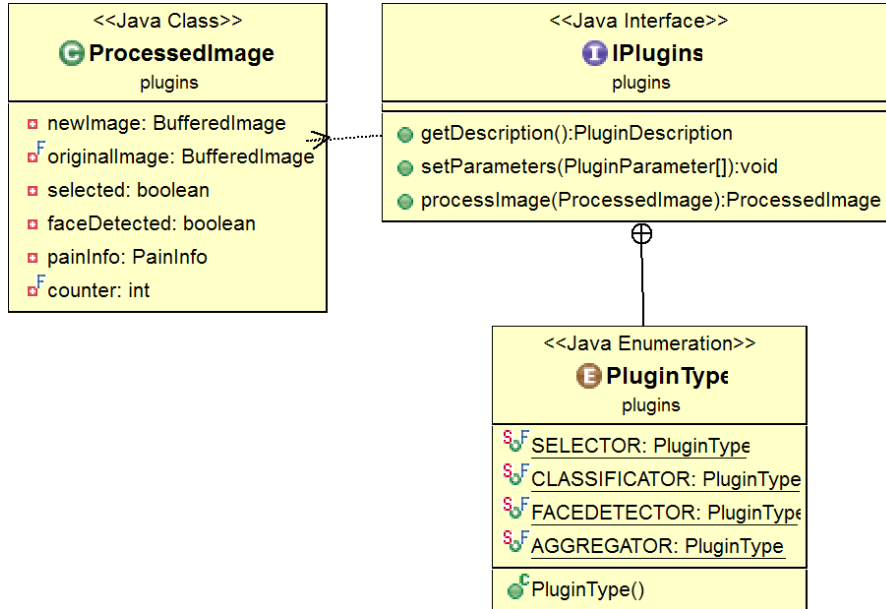 <<Java Class>>
C ProcessedImage
plugins
newImage: BufferedImage
F originalImage: BufferedImage
selected: boolean
faceDetected: boolean
painInfo: PainInfo
F counter: int
<<Java Interface>>
I IPlugins
plugins
getDescription():PluginDescription
setParameters(PluginParameter[]):void
processImage(ProcessedImage):ProcessedImage
<<Java Enumeration>>
E PluginType
plugins
S F SELECTOR: PluginType
S F CLASSIFICATOR: PluginType
S F FACEDETECTOR: PluginType
S F AGGREGATOR: PluginType
C PluginType()